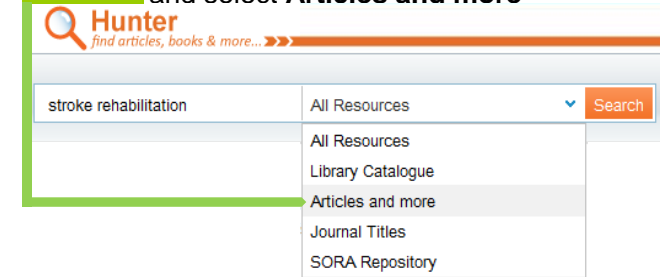 and select Articles and more
Hunter
find articles, books & more...
stroke rehabilitation All Resources Search
All Resources
Library Catalogue
Articles and more
Journal Titles
SORA Repository